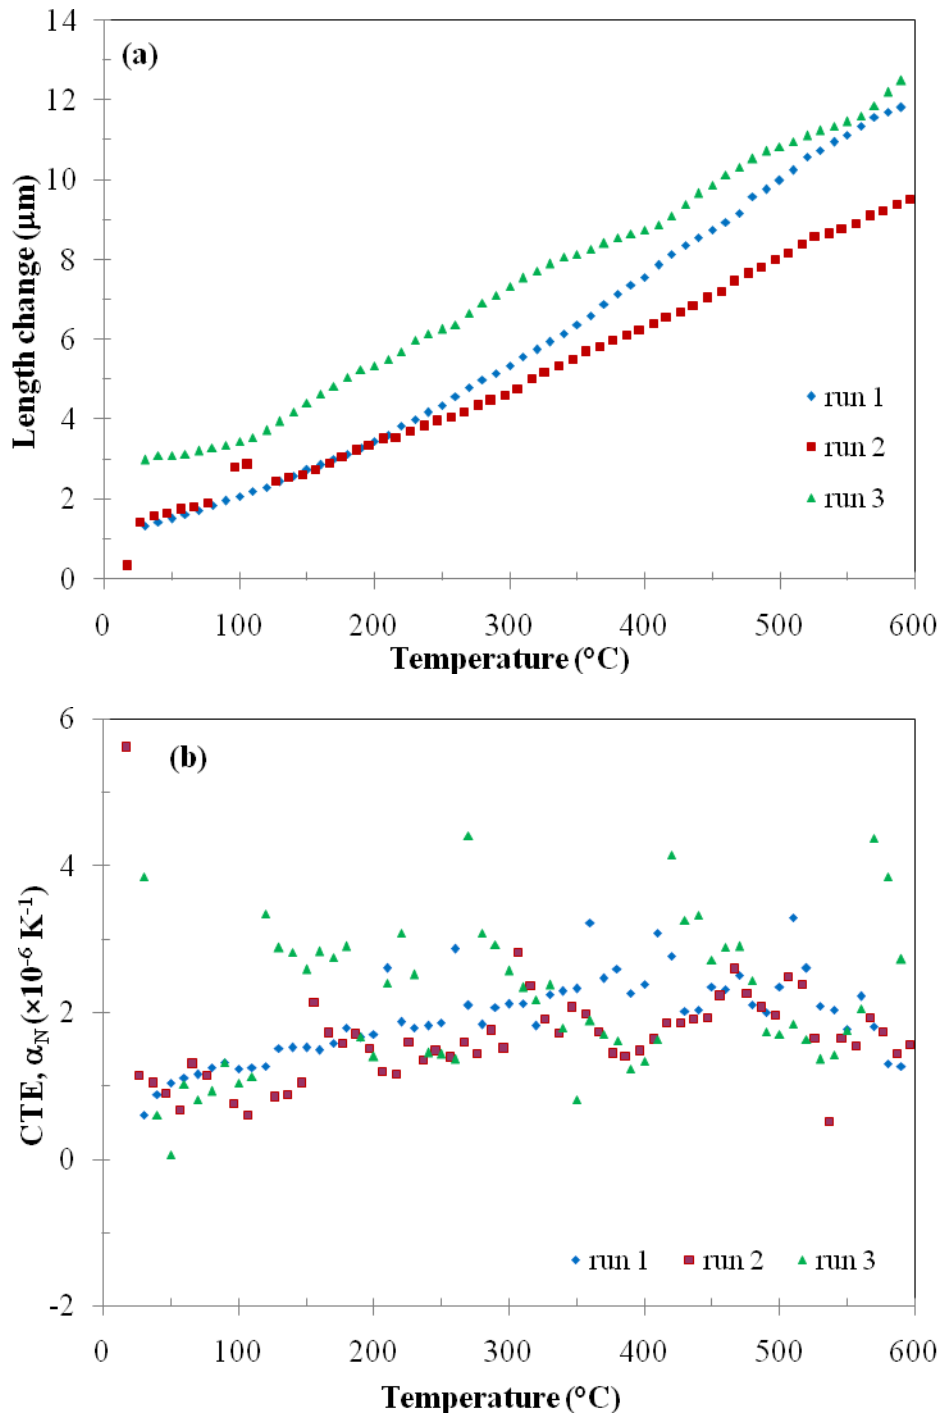 (a)
14
12
10
8
6
4
2
0
Length change (μm)
run 1
run 2
run 3
0 100 200 300 400 500 600
Temperature (°C)
(b)
6
4
2
0
-2
CTE, α_N (×10⁻⁶ K⁻¹)
run 1 run 2 run 3
0 100 200 300 400 500 600
Temperature (°C)